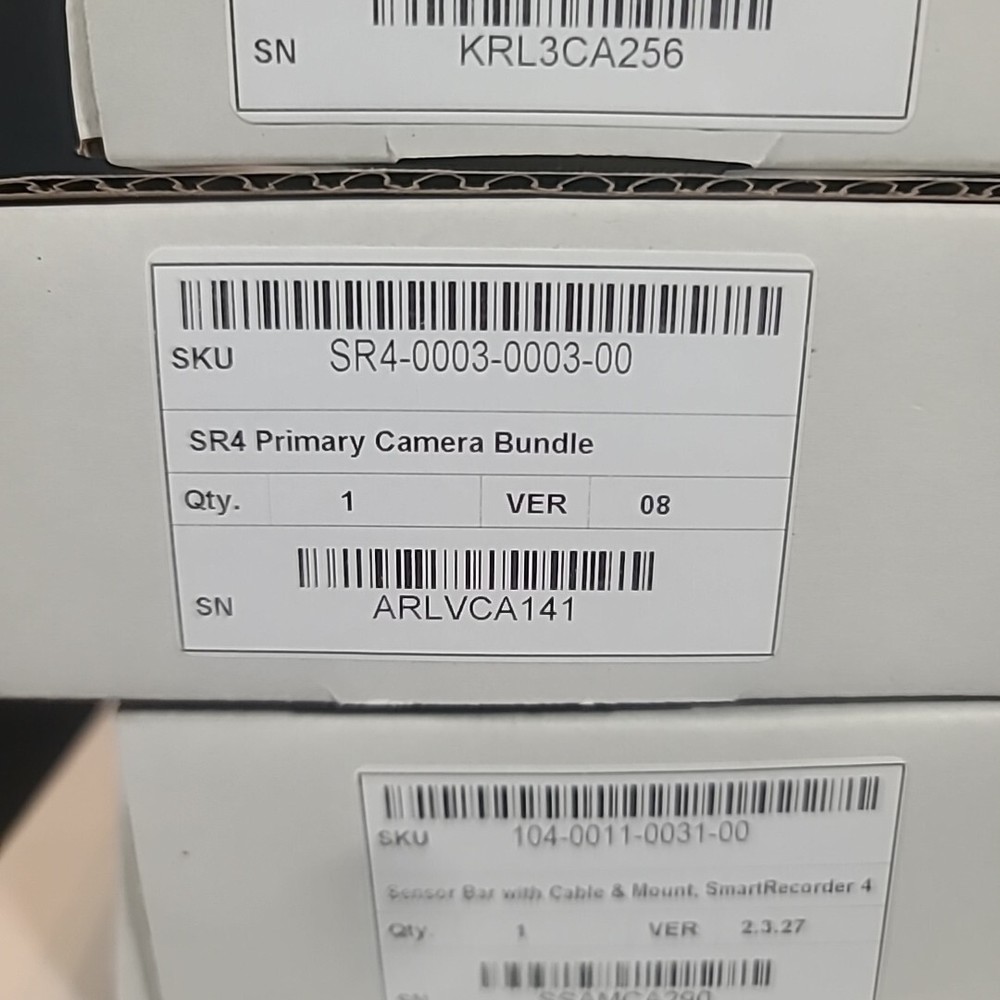 SN KRL3CA256
SKU SR4-0003-0003-00
SR4 Primary Camera Bundle
Qty. 1 VER 08
SN ARLVCA141
SKU 104-0011-0031-00
Sensor Bar with Cable & Mount, SmartRecorder 4
Qty. 1 VER 2.3.27
SN